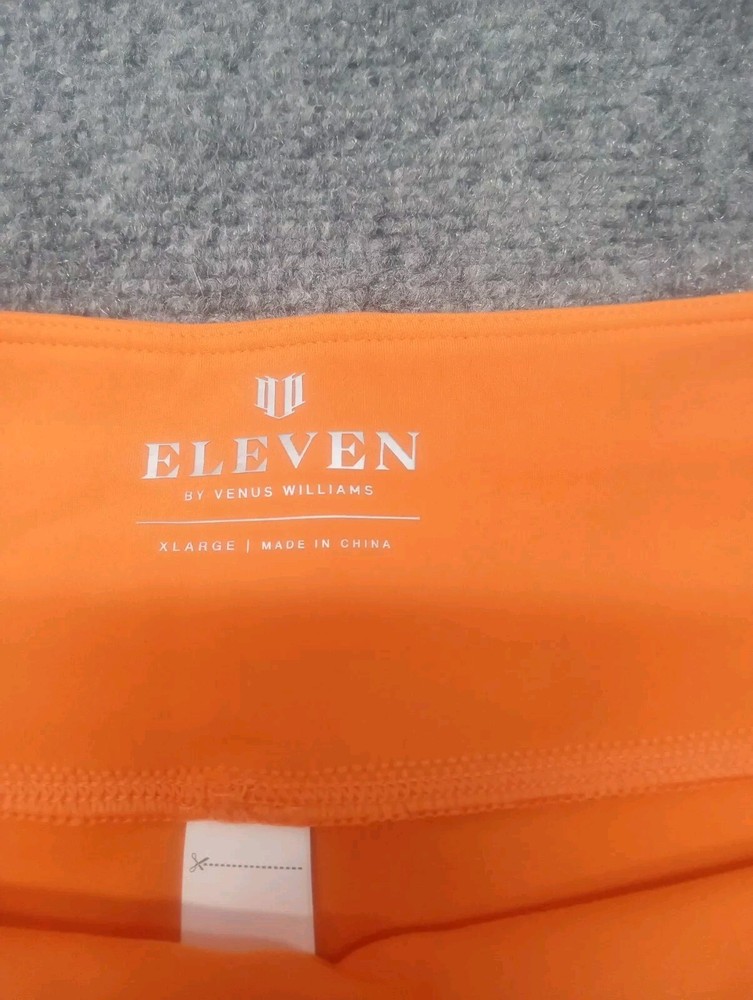 ELEVEN
BY VENUS WILLIAMS
XLARGE | MADE IN CHINA